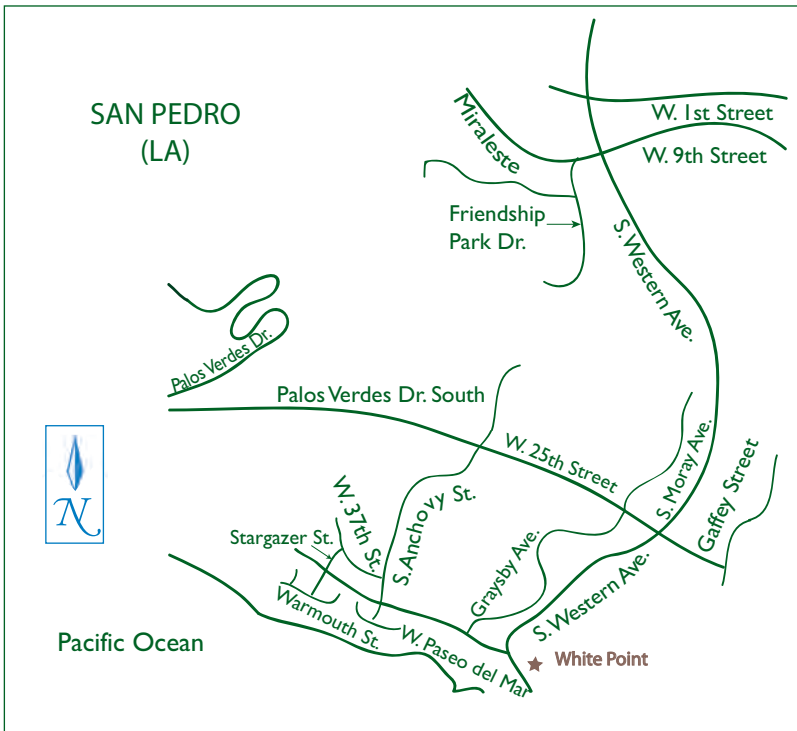 SAN PEDRO
(LA)
Miraleste
W. 1st Street
W. 9th Street
Friendship
Park Dr.
S. Western Ave.
Palos Verdes Dr.
Palos Verdes Dr. South
W. 25th Street
S. Moray Ave.
Gaffey Street
W. 37th St.
S. Anchovy St.
Stargazer St.
Graysby Ave.
S. Western Ave.
Warmouth St.
W. Paseo del Mar
White Point
Pacific Ocean
N